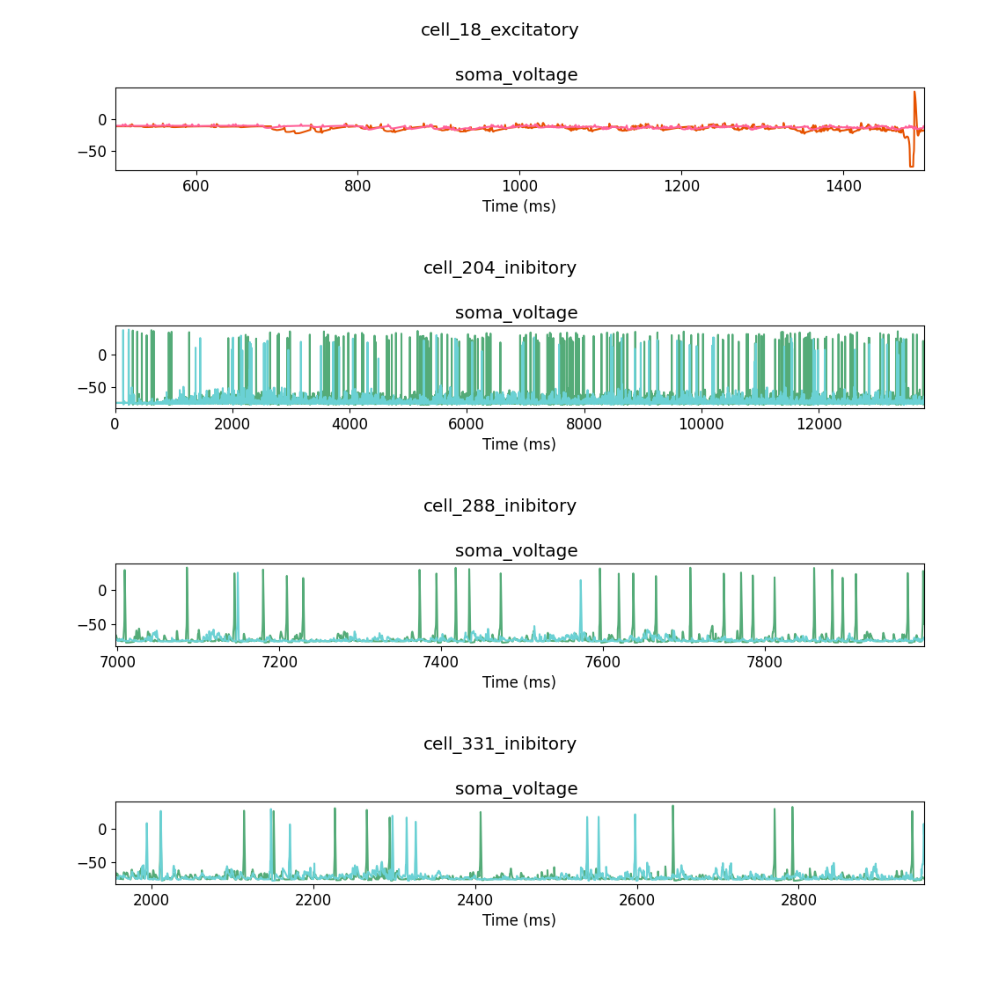 cell_18_excitatory
soma_voltage
0
−50
600 800 1000 1200 1400
Time (ms)
cell_204_inibitory
soma_voltage
0
−50
0 2000 4000 6000 8000 10000 12000
Time (ms)
cell_288_inibitory
soma_voltage
0
−50
7000 7200 7400 7600 7800
Time (ms)
cell_331_inibitory
soma_voltage
0
−50
2000 2200 2400 2600 2800
Time (ms)